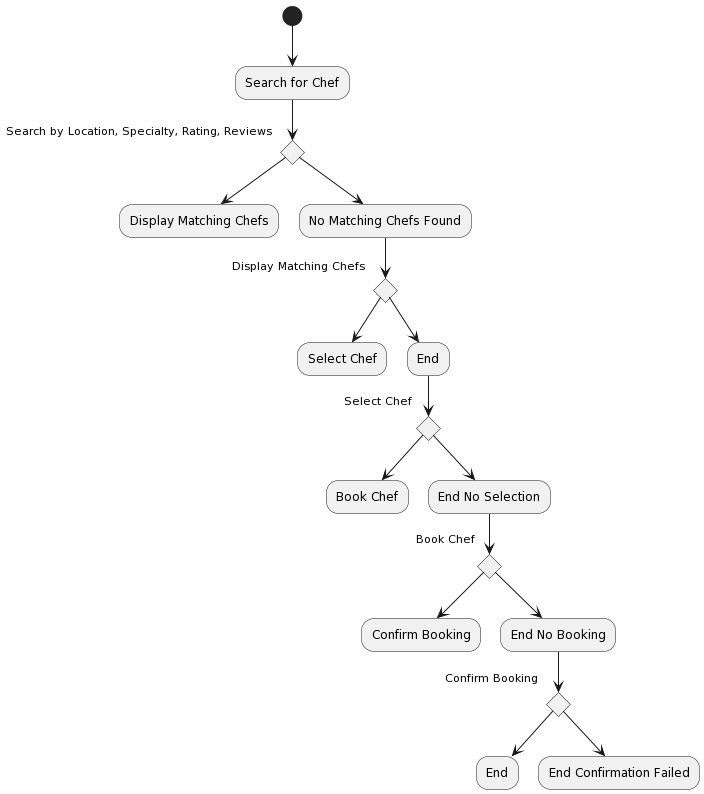 Search for Chef
Search by Location, Specialty, Rating, Reviews
Display Matching Chefs
No Matching Chefs Found
Display Matching Chefs
Select Chef
End
Select Chef
Book Chef
End No Selection
Book Chef
Confirm Booking
End No Booking
Confirm Booking
End
End Confirmation Failed